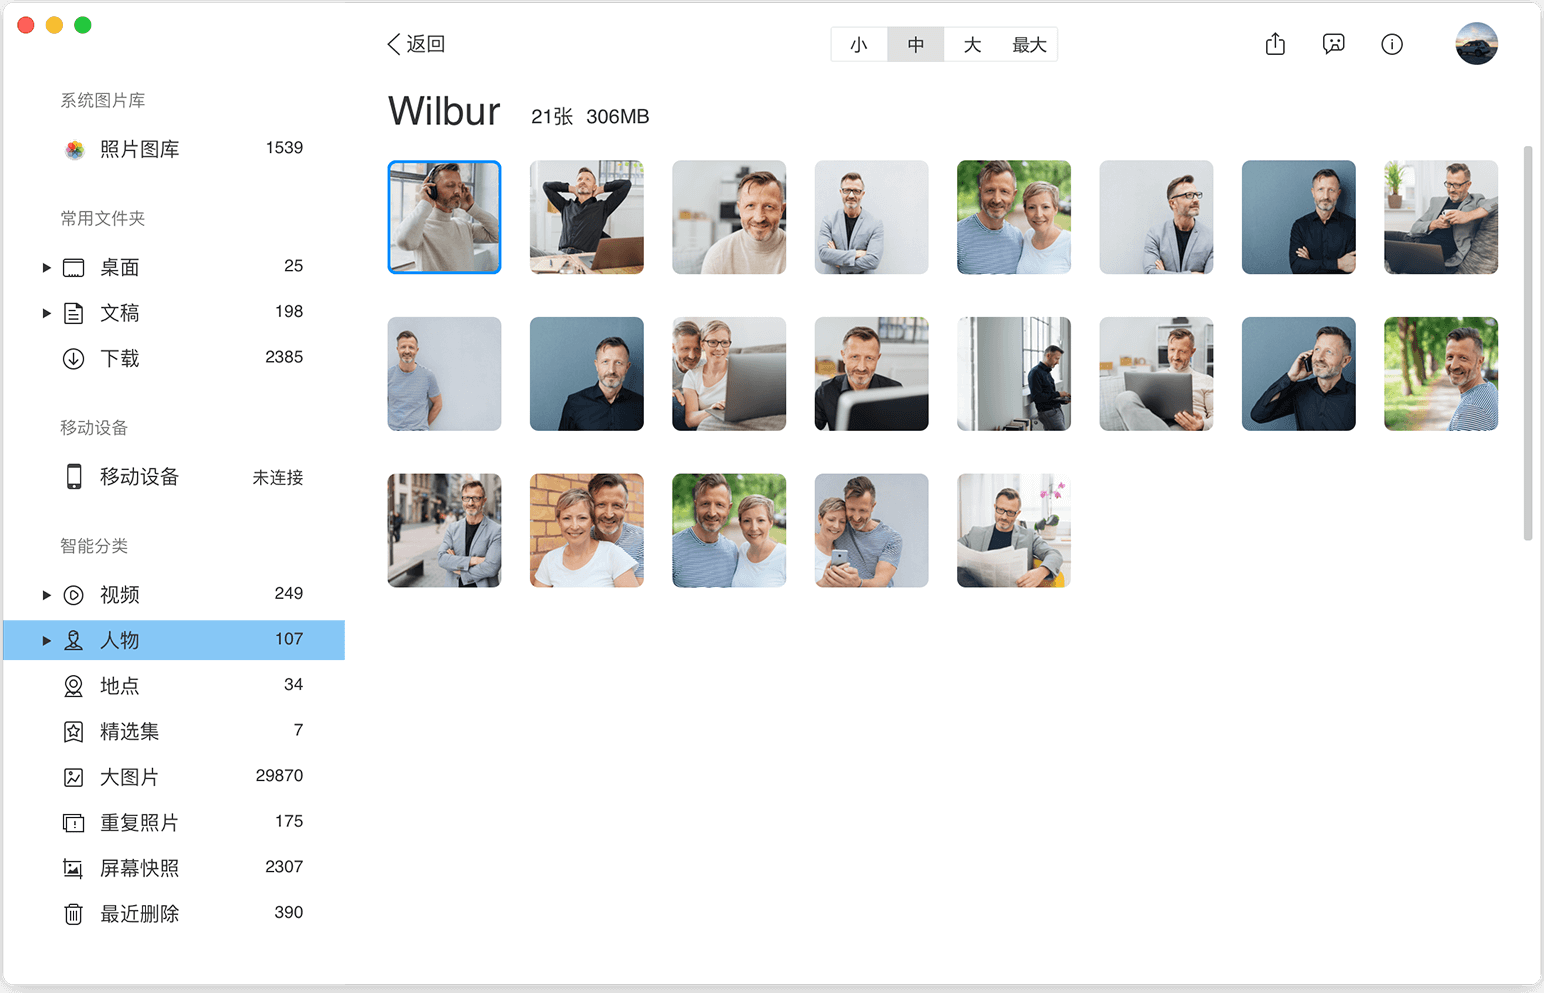 返回
小 中 大 最大
Wilbur 21张 306MB
系统图片库
照片图库 1539
常用文件夹
桌面 25
文稿 198
下载 2385
移动设备
移动设备 未连接
智能分类
视频 249
人物 107
地点 34
精选集 7
大图片 29870
重复照片 175
屏幕快照 2307
最近删除 390